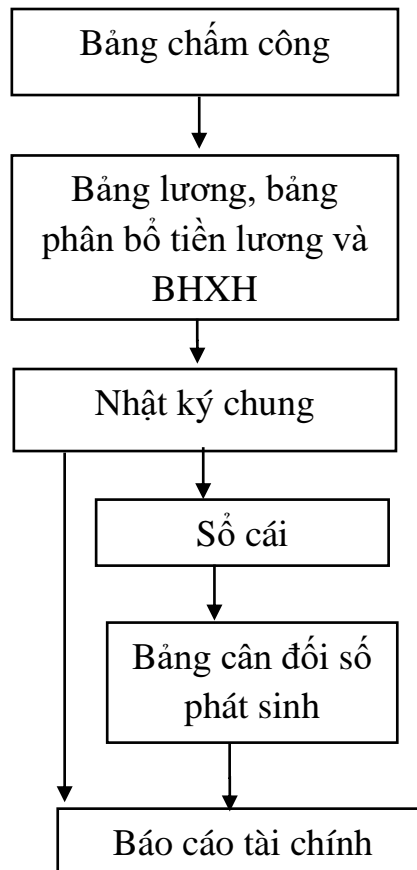 Bảng chấm công
Bảng lương, bảng
phân bổ tiền lương và
BHXH
Nhật ký chung
Sổ cái
Bảng cân đối số
phát sinh
Báo cáo tài chính